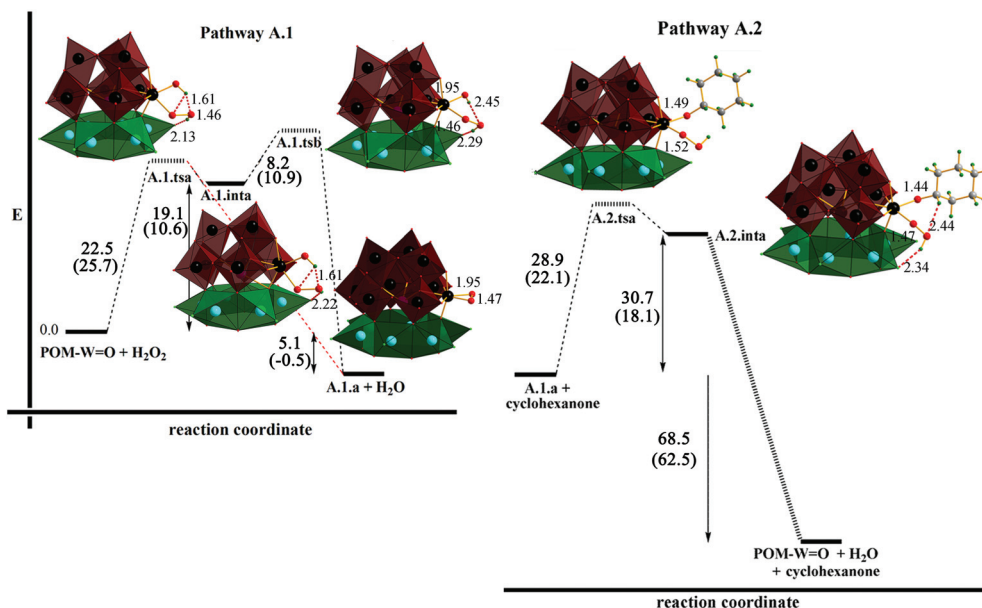 Pathway A.1
1.61
1.46
2.13
1.95
2.45
1.46
2.29
A.1.tsb
8.2
(10.9)
A.1.tsa
A.1.inta
E
19.1
(10.6)
22.5
(25.7)
1.61
2.22
1.95
1.47
0.0
POM-W=O + H₂O₂
5.1
(-0.5)
A.1.a + H₂O
reaction coordinate
Pathway A.2
1.49
1.52
1.44
2.44
1.47
2.34
A.2.tsa
A.2.inta
28.9
(22.1)
30.7
(18.1)
A.1.a +
cyclohexanone
68.5
(62.5)
POM-W=O + H₂O
+ cyclohexanone
reaction coordinate